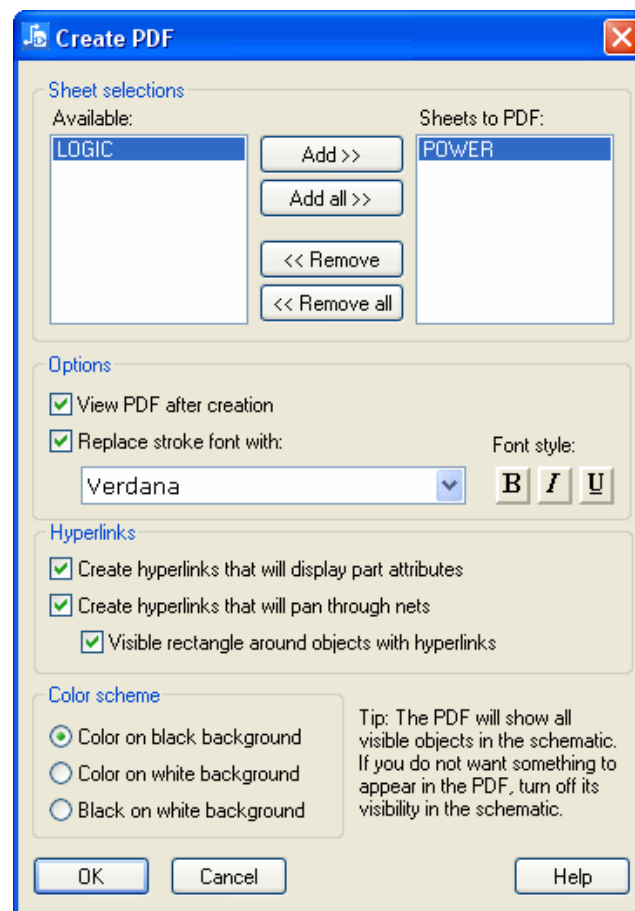 Create PDF
Sheet selections
Available:
Sheets to PDF:
LOGIC
Add >>
POWER
Add all >>
<< Remove
<< Remove all
Options
View PDF after creation
Replace stroke font with:
Font style:
Verdana
B I U
Hyperlinks
Create hyperlinks that will display part attributes
Create hyperlinks that will pan through nets
Visible rectangle around objects with hyperlinks
Color scheme
Color on black background
Color on white background
Black on white background
Tip: The PDF will show all
visible objects in the schematic.
If you do not want something to
appear in the PDF, turn off its
visibility in the schematic.
OK
Cancel
Help